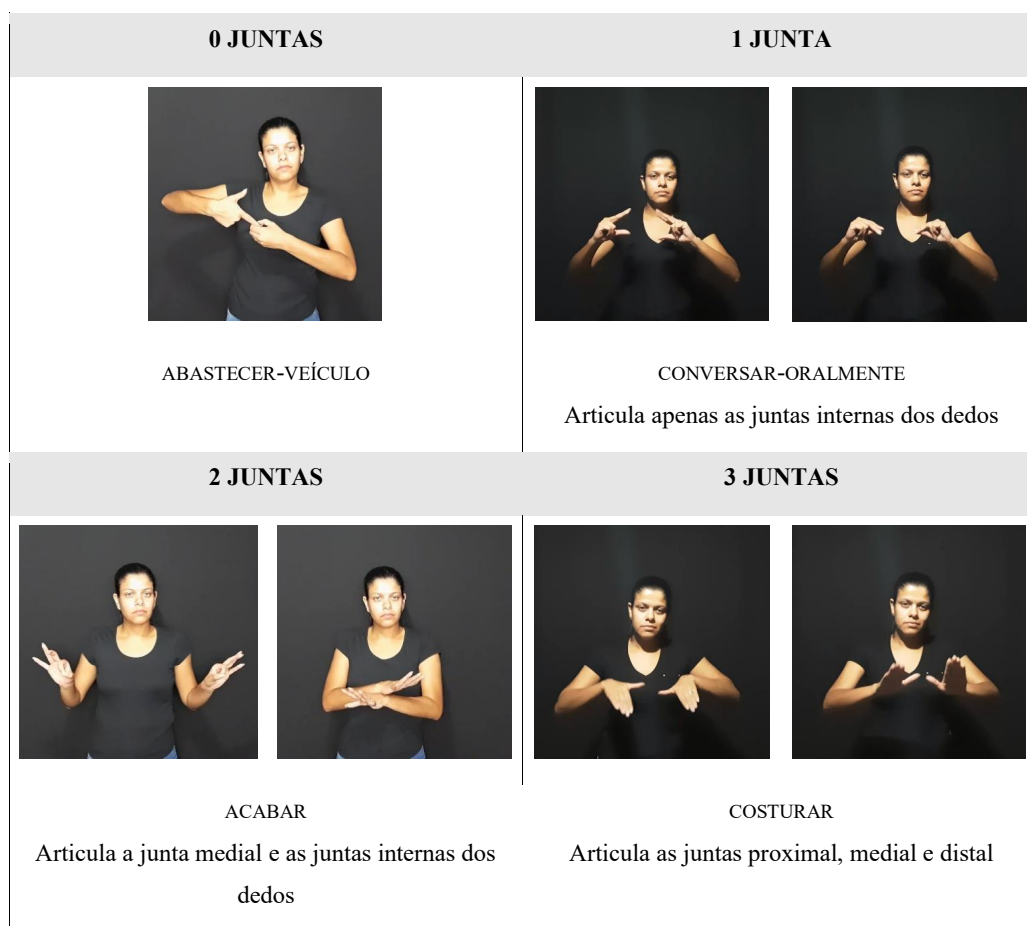 0 JUNTAS
1 JUNTA
ABASTECER-VEÍCULO
CONVERSAR-ORALMENTE
Articula apenas as juntas internas dos dedos
2 JUNTAS
3 JUNTAS
ACABAR
Articula a junta medial e as juntas internas dos
dedos
COSTURAR
Articula as juntas proximal, medial e distal